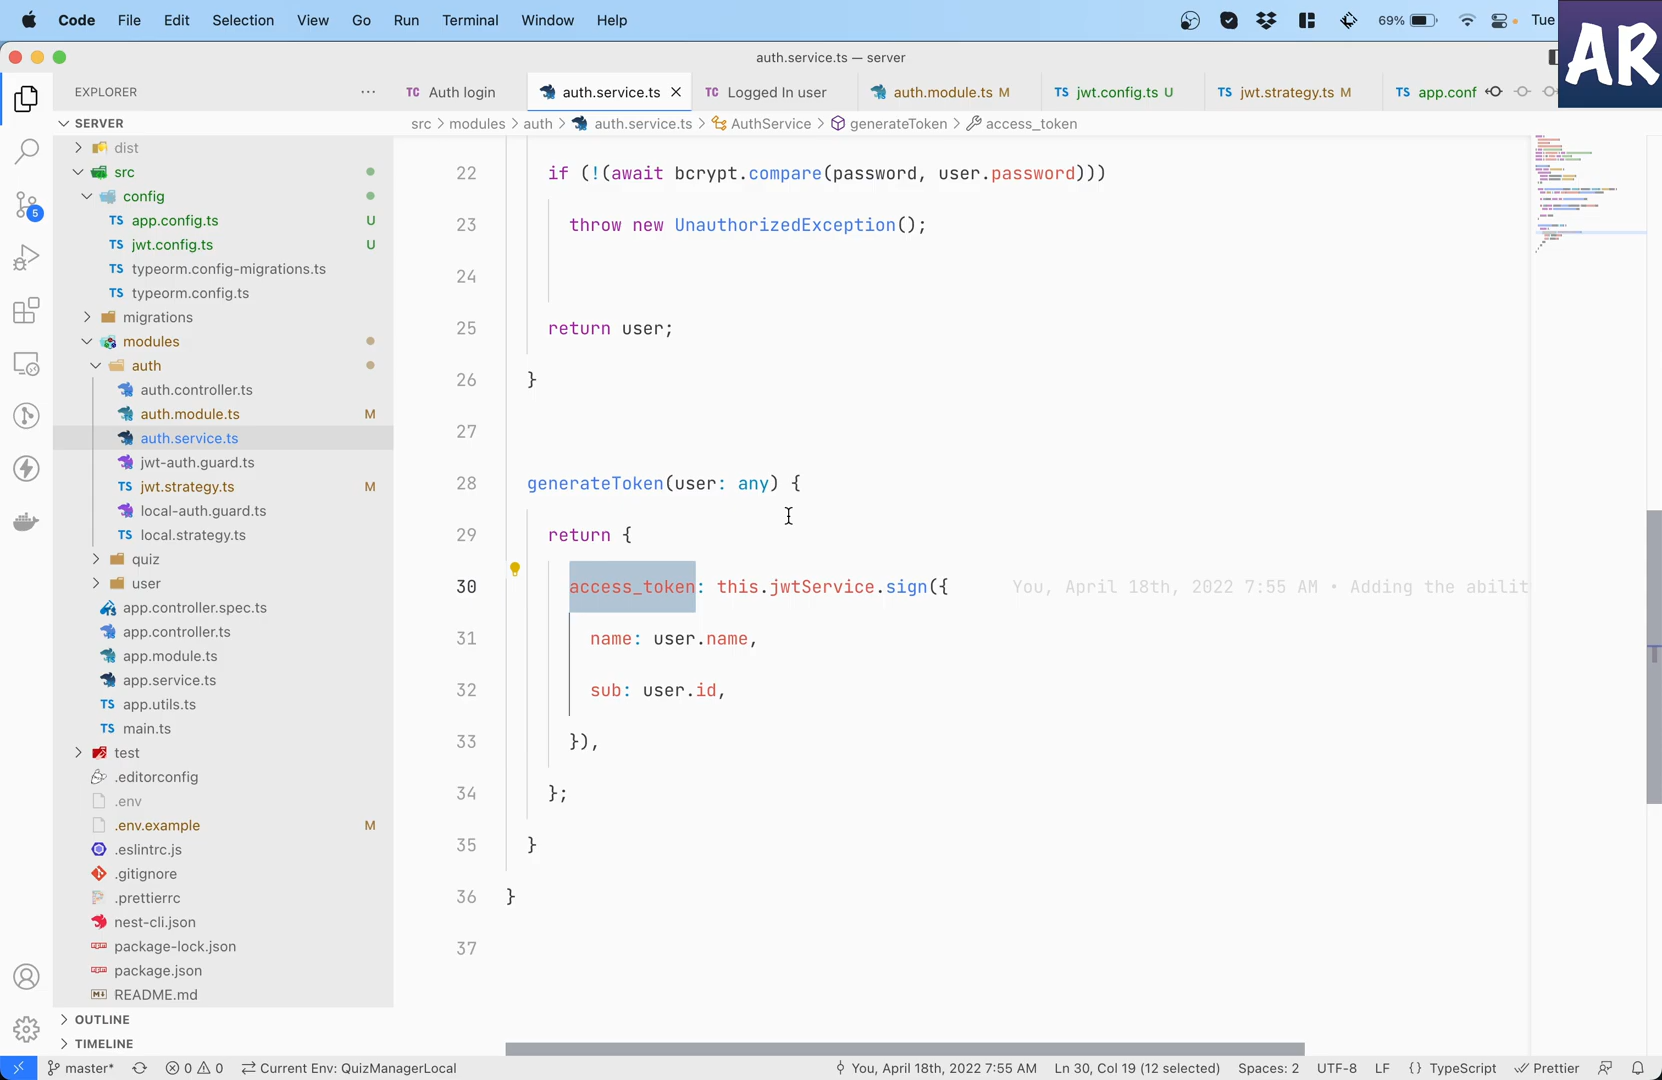 Code File Edit Selection View Go Run Terminal Window Help 69% Tue
AR
auth.service.ts — server
EXPLORER
TC Auth login
auth.service.ts
TC Logged In user
auth.module.ts M
TS jwt.config.ts U
TS jwt.strategy.ts M
TS app.conf
src > modules > auth > auth.service.ts > AuthService > generateToken > access_token
SERVER
dist
src
config
TS app.config.ts U
TS jwt.config.ts U
TS typeorm.config-migrations.ts
TS typeorm.config.ts
migrations
modules
auth
auth.controller.ts
auth.module.ts M
auth.service.ts
jwt-auth.guard.ts
TS jwt.strategy.ts M
local-auth.guard.ts
TS local.strategy.ts
quiz
user
app.controller.spec.ts
app.controller.ts
app.module.ts
app.service.ts
TS app.utils.ts
TS main.ts
test
.editorconfig
.env
.env.example M
.eslintrc.js
.gitignore
.prettierrc
nest-cli.json
package-lock.json
package.json
README.md
OUTLINE
TIMELINE
5
22 if (!(await bcrypt.compare(password, user.password)))
23 throw new UnauthorizedException();
24
25 return user;
26 }
27
28 generateToken(user: any) {
29 return {
30 access_token: this.jwtService.sign({ You, April 18th, 2022 7:55 AM • Adding the abilit
31 name: user.name,
32 sub: user.id,
33 }),
34 };
35 }
36 }
37
master* 0 0 Current Env: QuizManagerLocal You, April 18th, 2022 7:55 AM Ln 30, Col 19 (12 selected) Spaces: 2 UTF-8 LF {} TypeScript Prettier